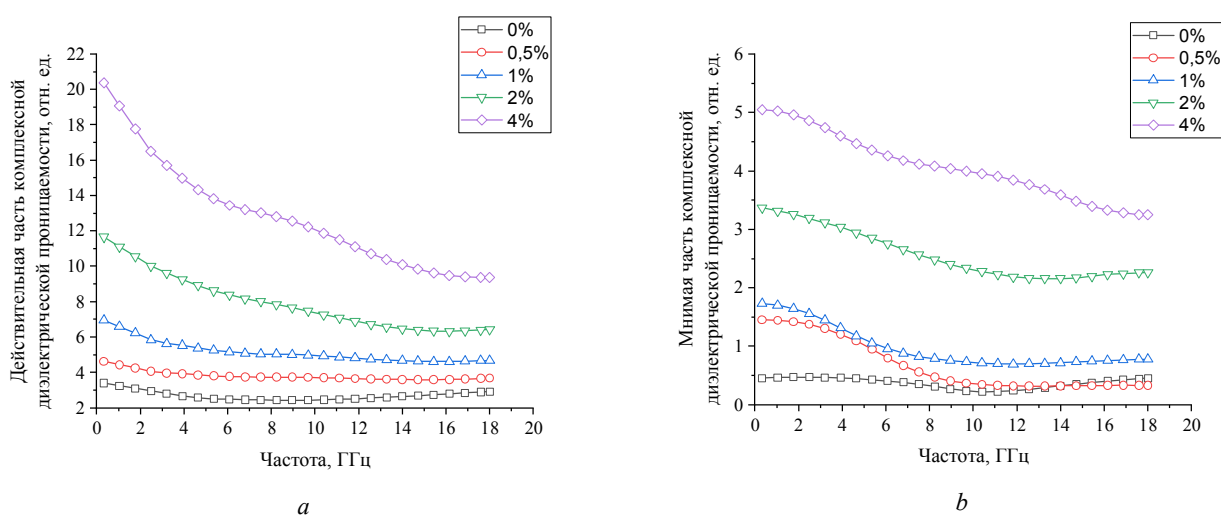 0%
0,5%
1%
2%
4%
22
20
18
16
14
12
10
8
6
4
2
Действительная часть комплексной
диэлектрической проницаемости, отн. ед.
0 2 4 6 8 10 12 14 16 18 20
Частота, ГГц
a
0%
0,5%
1%
2%
4%
6
5
4
3
2
1
0
Мнимая часть комплексной
диэлектрической проницаемости, отн. ед.
0 2 4 6 8 10 12 14 16 18 20
Частота, ГГц
b